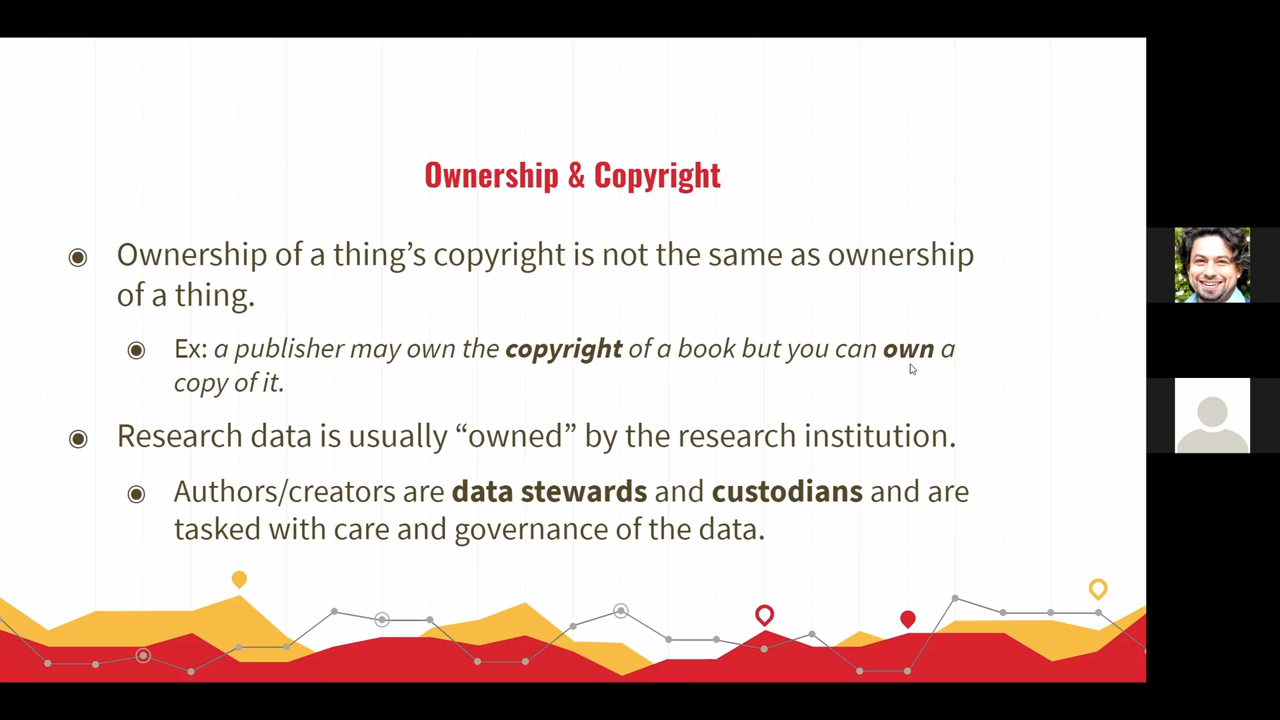 Ownership & Copyright
Ownership of a thing’s copyright is not the same as ownership
of a thing.
Ex: a publisher may own the copyright of a book but you can own a
copy of it.
Research data is usually “owned” by the research institution.
Authors/creators are data stewards and custodians and are
tasked with care and governance of the data.